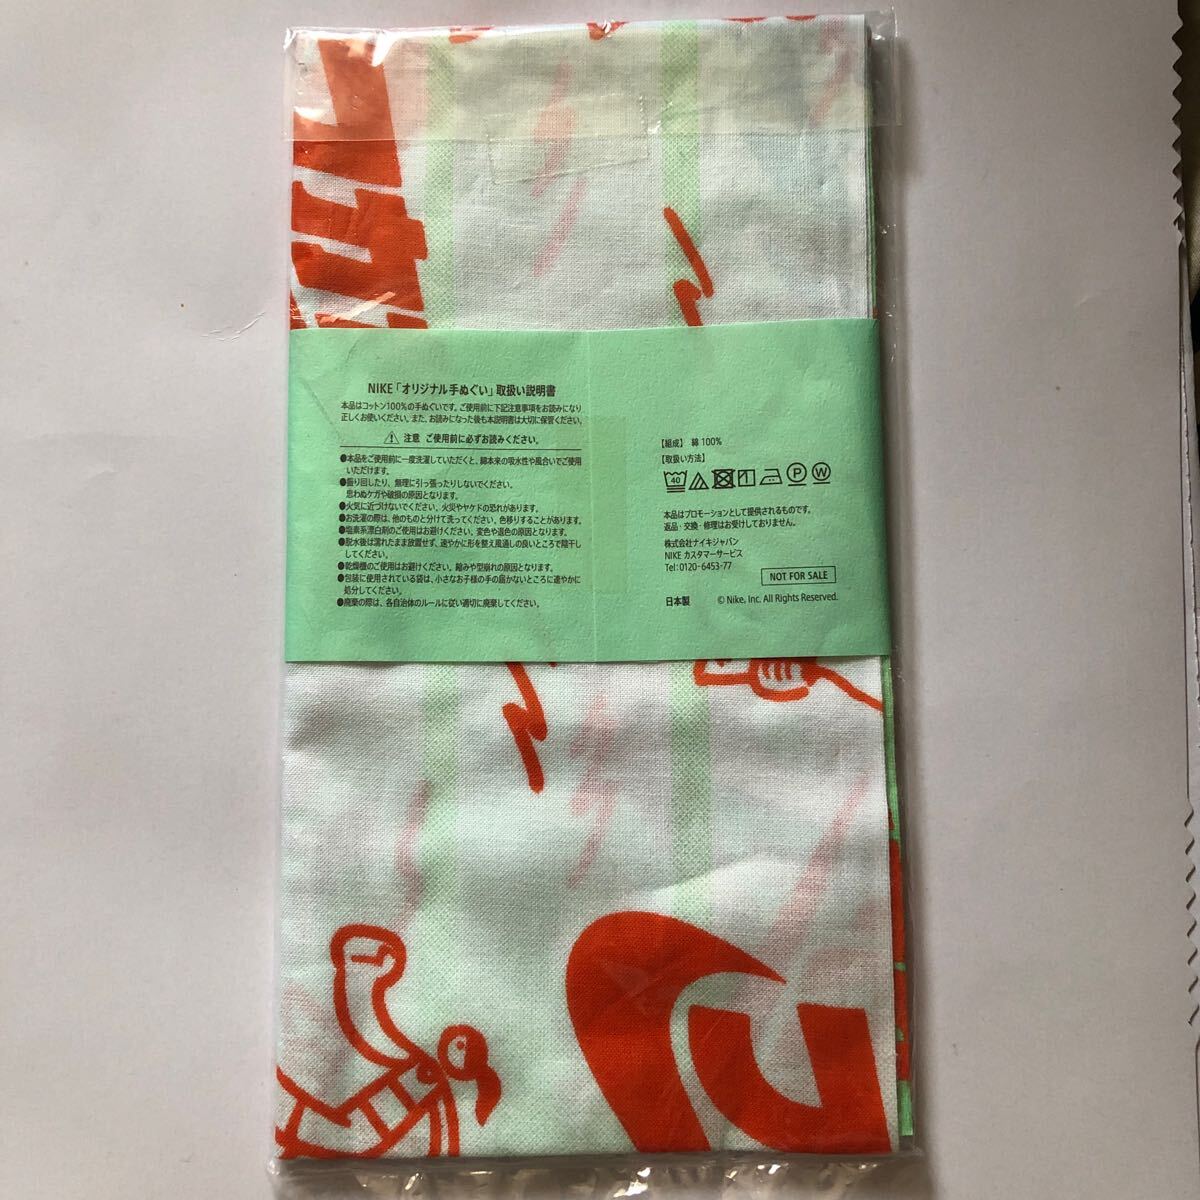 NIKE「オリジナル手ぬぐい」取扱い説明書
本品はコットン100%の手ぬぐいです。ご使用前に下記注意事項をお読みになり
正しくお使いください。また、お読みになった後も本説明書は大切に保管ください。
注意 ご使用前に必ずお読みください。
●本品をご使用前に一度洗濯していただくと、綿本来の吸水性や風合いでご使用
いただけます。
●振り回したり、無理に引っ張ったりしないでください。
思わぬケガや破損の原因となります。
●火気に近づけないでください。火災やヤケドの恐れがあります。
●お洗濯の際は、他のものと分けて洗ってください。色移りすることがあります。
●塩素系漂白剤のご使用はお避けください。変色や退色の原因となります。
●脱水後は濡れたまま放置せず、速やかに形を整え風通しの良いところで陰干し
してください。
●乾燥機のご使用はお避けください。縮みや型崩れの原因となります。
●包装に使用されている袋は、小さなお子様の手の届かないところに速やかに
処分してください。
●廃棄の際は、各自治体のルールに従い適切に廃棄してください。
【組成】 綿 100%
【取扱い方法】
40 P W
本品はプロモーションとして提供されるものです。
返品・交換・修理はお受けしておりません。
株式会社ナイキジャパン
NIKE カスタマーサービス
Tel:0120-6453-77
NOT FOR SALE
日本製 © Nike, Inc. All Rights Reserved.